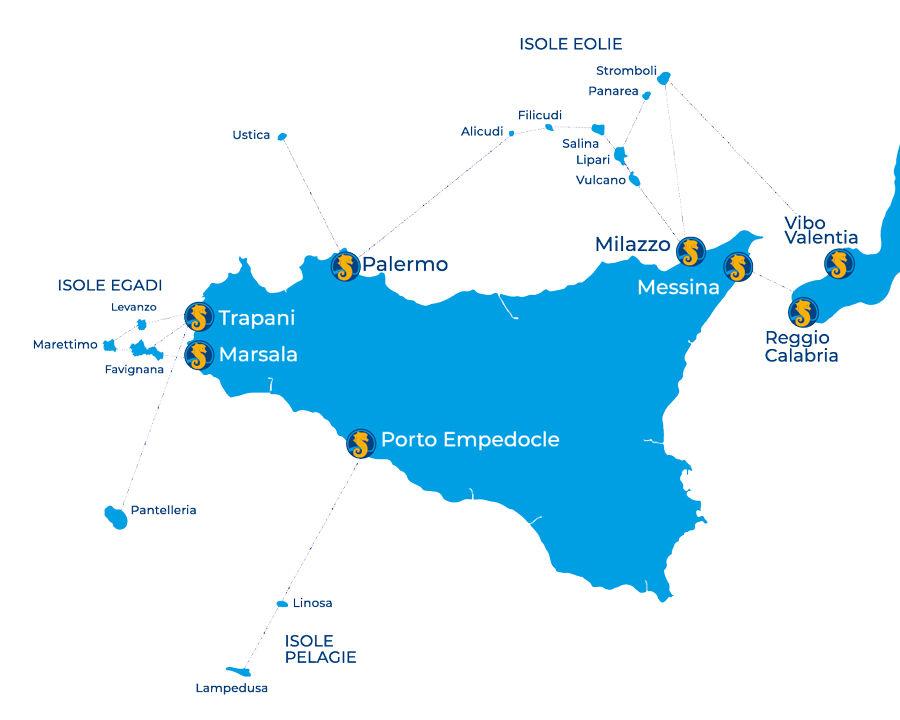 ISOLE EOLIE
Stromboli
Panarea
Filicudi
Alicudi
Ustica
Salina
Lipari
Vulcano
Vibo
Valentia
Milazzo
Palermo
Messina
ISOLE EGADI
Levanzo
Trapani
Marettimo
Marsala
Favignana
Reggio
Calabria
Porto Empedocle
Pantelleria
Linosa
ISOLE
PELAGIE
Lampedusa